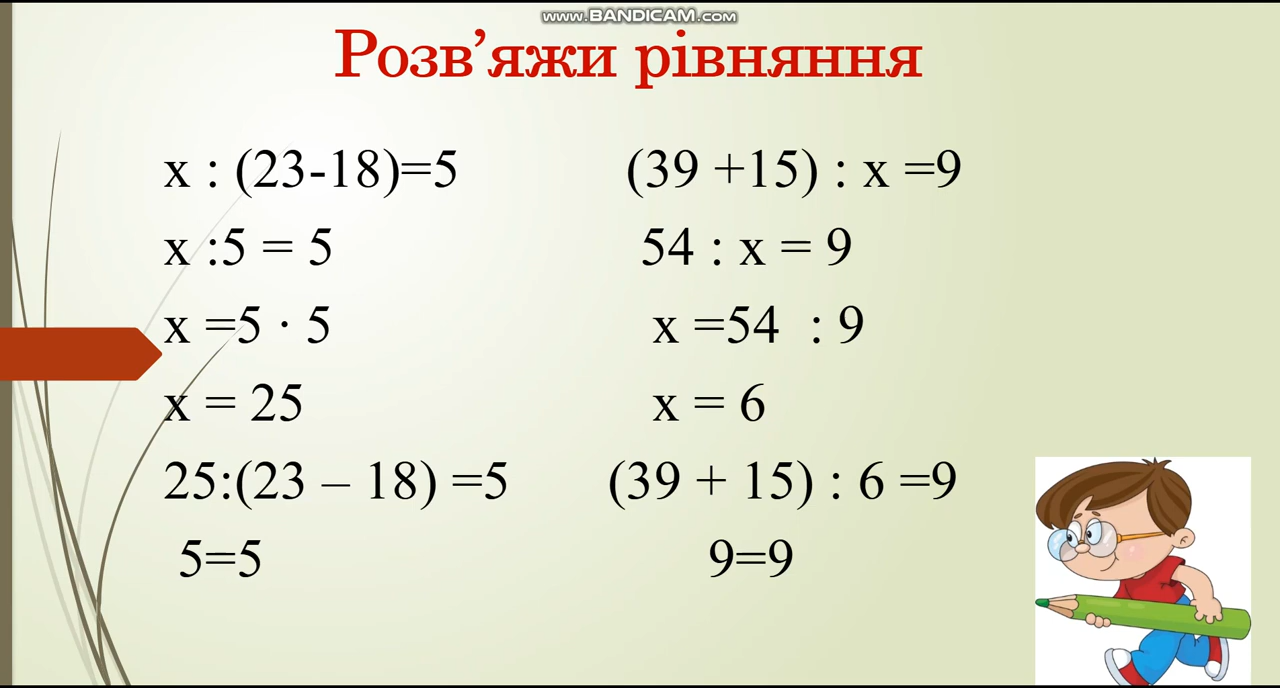 www.BANDICAM.com
Розв’яжи рівняння
х : (23-18)=5
х :5 = 5
х =5 · 5
х = 25
25:(23 – 18) =5
5=5
(39 +15) : х =9
54 : х = 9
х =54 : 9
х = 6
(39 + 15) : 6 =9
9=9